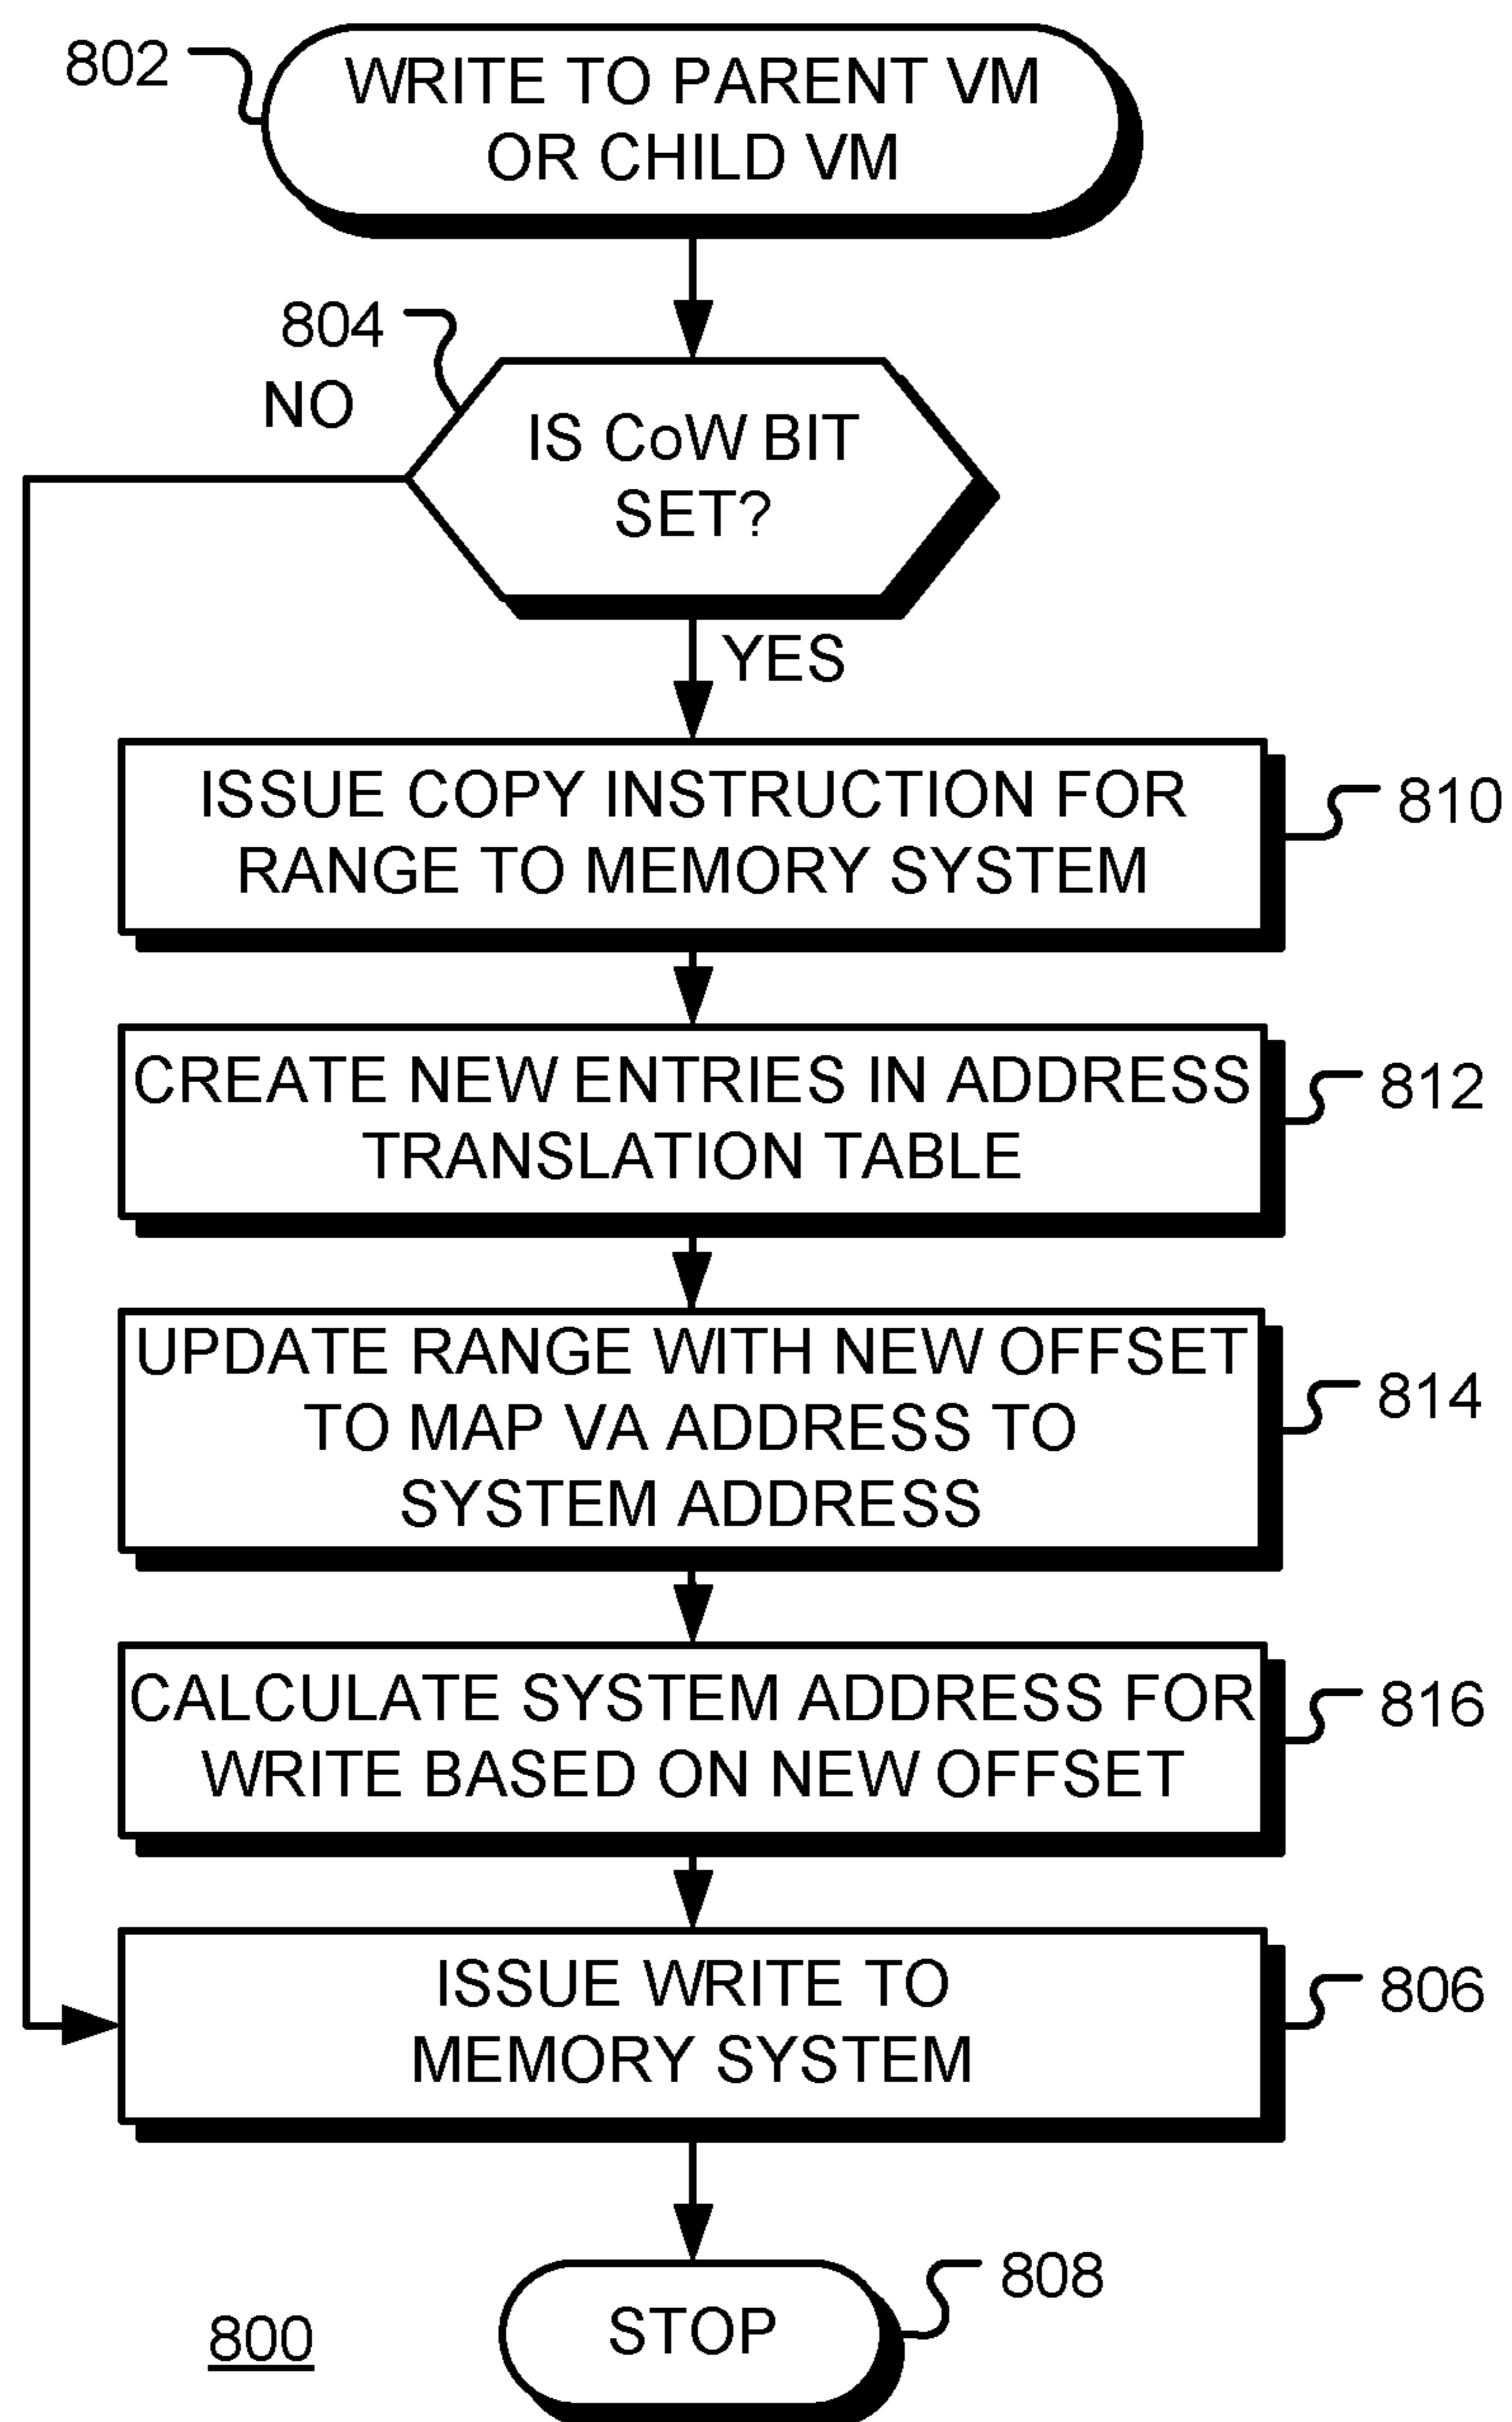 802
WRITE TO PARENT VM
OR CHILD VM
804
NO
IS CoW BIT
SET?
YES
ISSUE COPY INSTRUCTION FOR
RANGE TO MEMORY SYSTEM
810
CREATE NEW ENTRIES IN ADDRESS
TRANSLATION TABLE
812
UPDATE RANGE WITH NEW OFFSET
TO MAP VA ADDRESS TO
SYSTEM ADDRESS
814
CALCULATE SYSTEM ADDRESS FOR
WRITE BASED ON NEW OFFSET
816
ISSUE WRITE TO
MEMORY SYSTEM
806
STOP
808
800